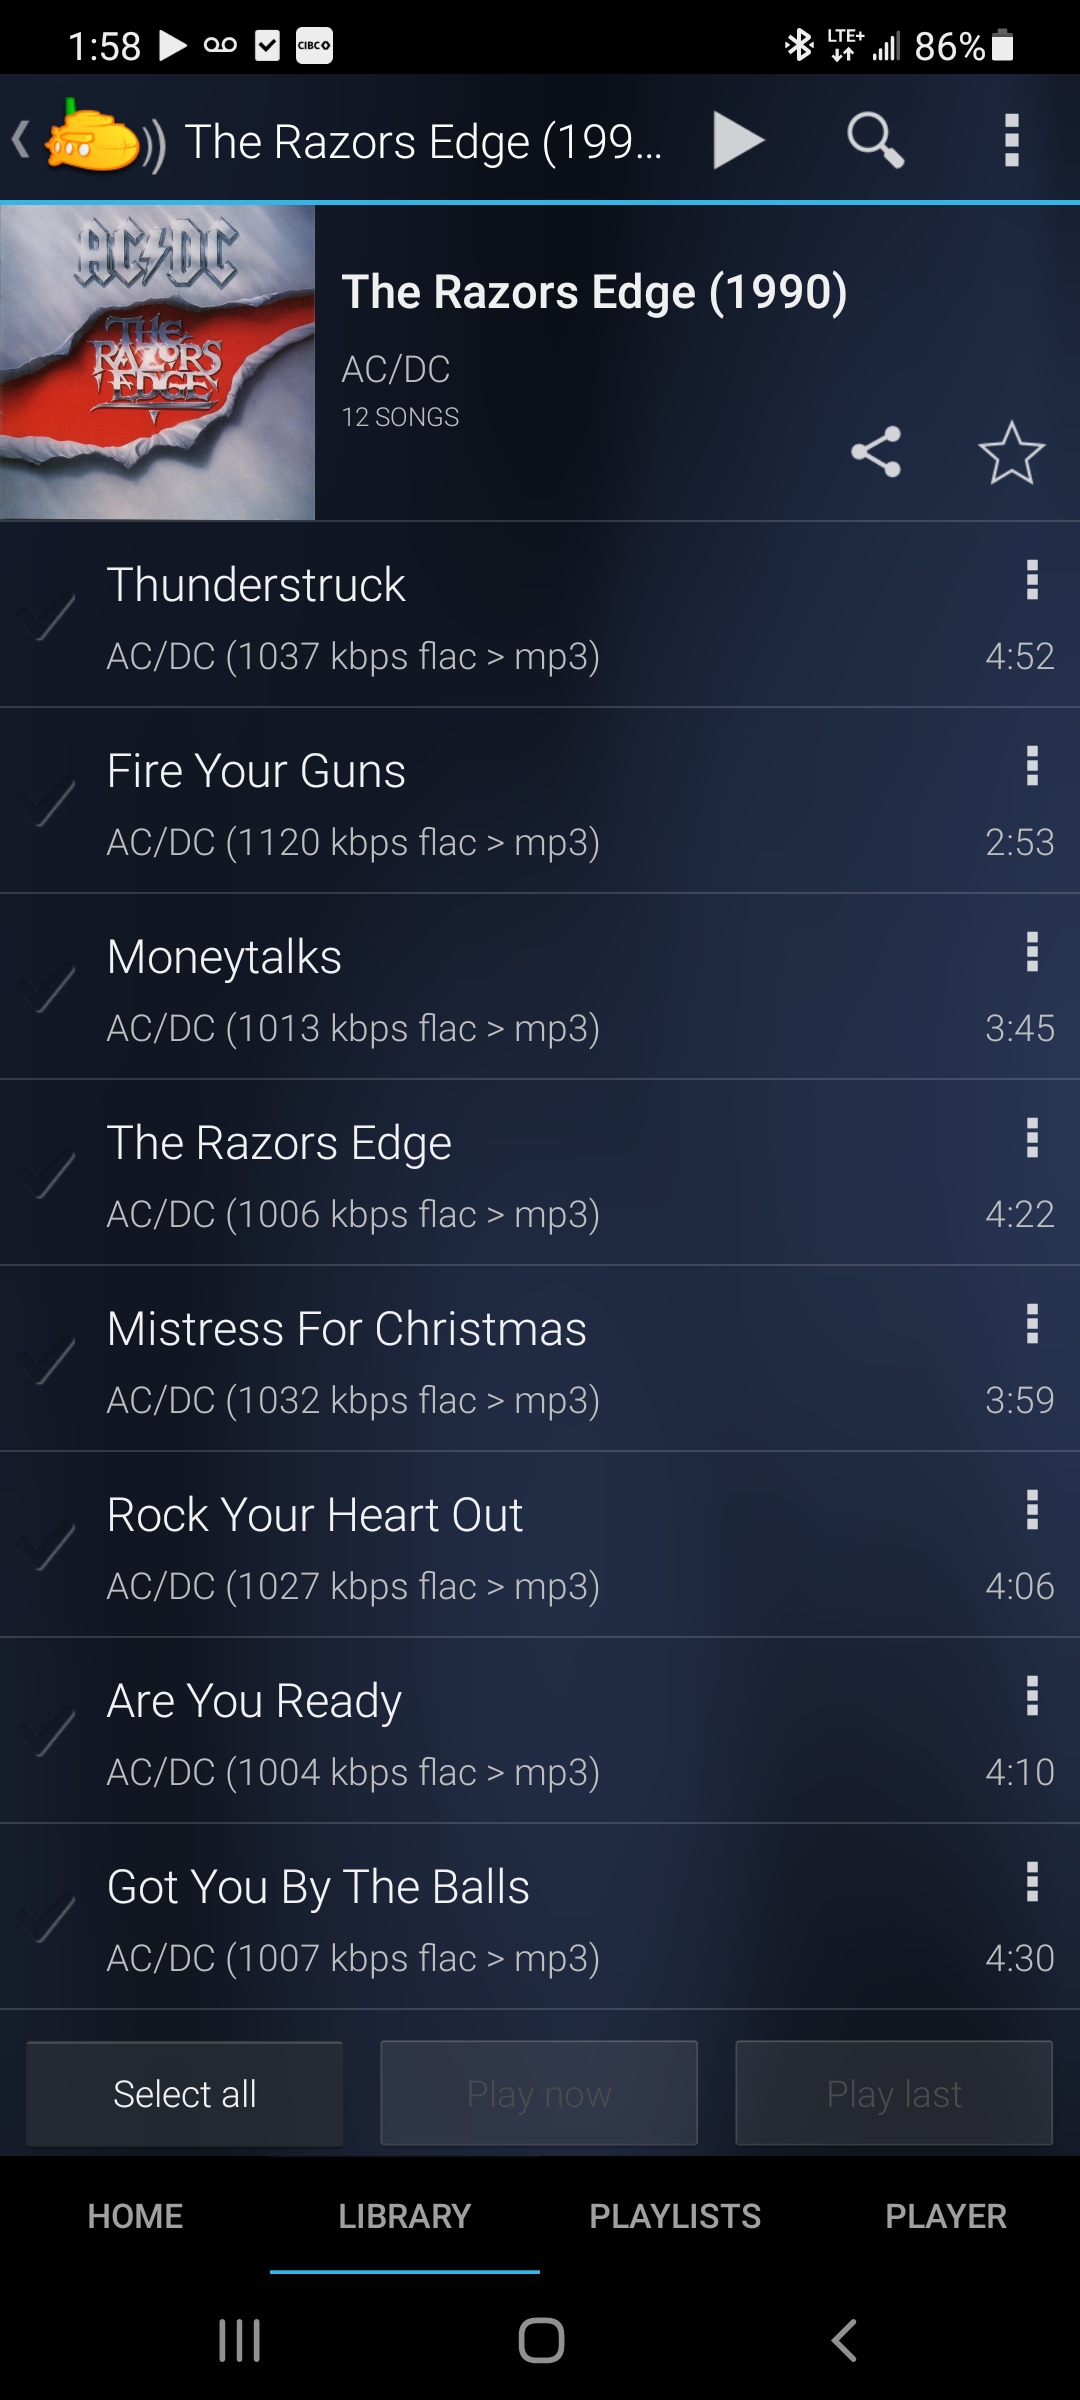 1:58
CIBC
LTE+
86%
The Razors Edge (199...
AC/DC
THE
RAZORS
EDGE
The Razors Edge (1990)
AC/DC
12 SONGS
Thunderstruck
AC/DC (1037 kbps flac > mp3)
4:52
Fire Your Guns
AC/DC (1120 kbps flac > mp3)
2:53
Moneytalks
AC/DC (1013 kbps flac > mp3)
3:45
The Razors Edge
AC/DC (1006 kbps flac > mp3)
4:22
Mistress For Christmas
AC/DC (1032 kbps flac > mp3)
3:59
Rock Your Heart Out
AC/DC (1027 kbps flac > mp3)
4:06
Are You Ready
AC/DC (1004 kbps flac > mp3)
4:10
Got You By The Balls
AC/DC (1007 kbps flac > mp3)
4:30
Select all
Play now
Play last
HOME
LIBRARY
PLAYLISTS
PLAYER